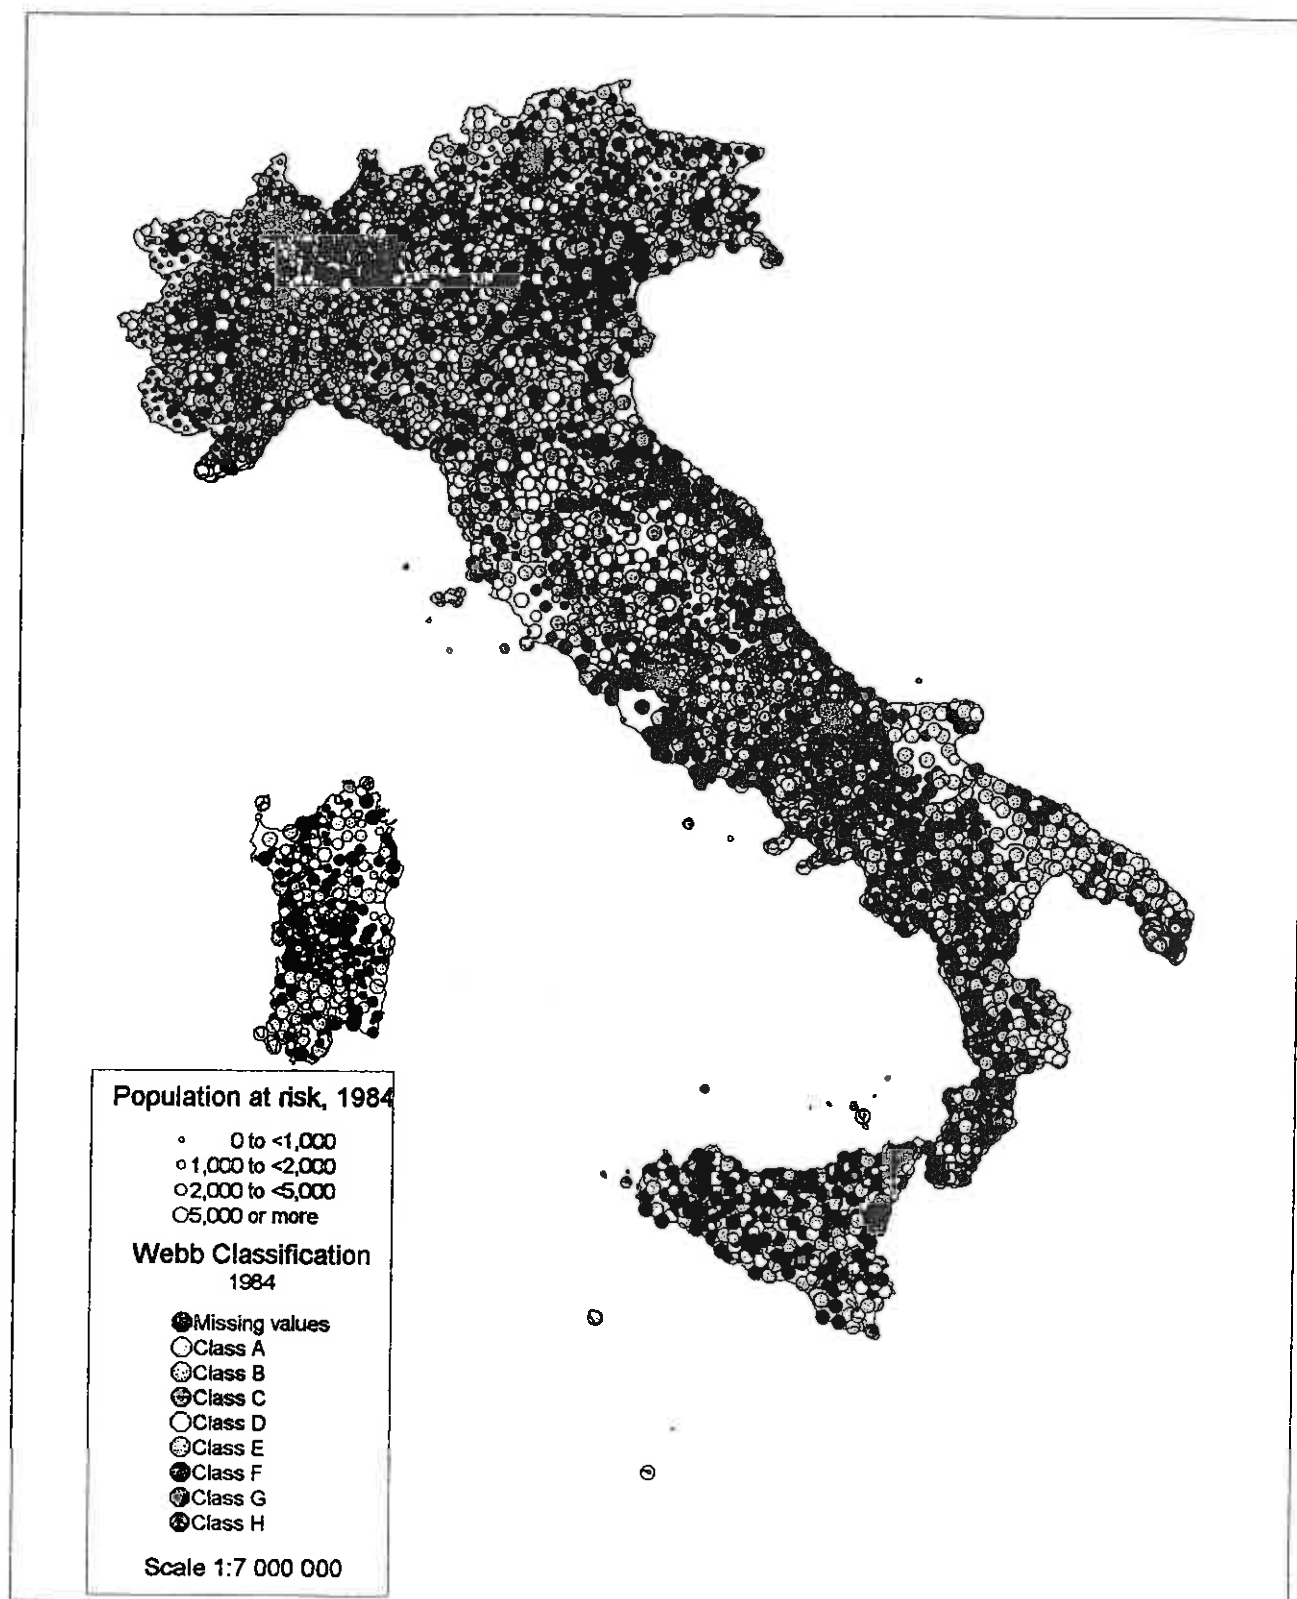 Population at risk, 1984
0 to <1,000
1,000 to <2,000
2,000 to <5,000
5,000 or more
Webb Classification
1984
Missing values
Class A
Class B
Class C
Class D
Class E
Class F
Class G
Class H
Scale 1:7 000 000